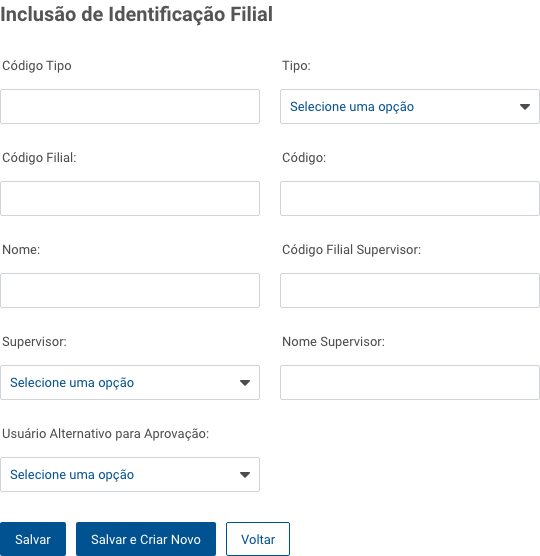 Inclusão de Identificação Filial
Código Tipo
Tipo:
Selecione uma opção
Código Filial:
Código:
Nome:
Código Filial Supervisor:
Supervisor:
Nome Supervisor:
Selecione uma opção
Usuário Alternativo para Aprovação:
Selecione uma opção
Salvar
Salvar e Criar Novo
Voltar